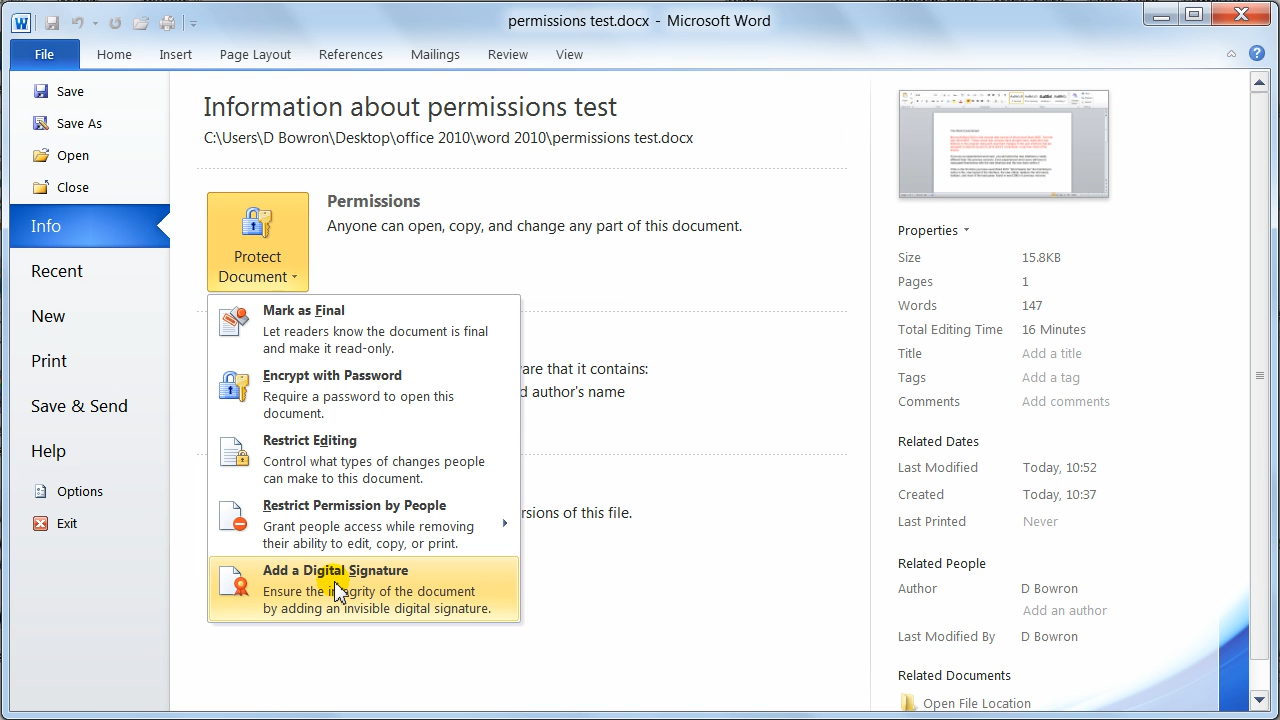 permissions test.docx - Microsoft Word
File Home Insert Page Layout References Mailings Review View
Save
Save As
Open
Close
Info
Recent
New
Print
Save & Send
Help
Options
Exit
Information about permissions test
C:\Users\D Bowron\Desktop\office 2010\word 2010\permissions test.docx
Protect
Document
Permissions
Anyone can open, copy, and change any part of this document.
Mark as Final
Let readers know the document is final
and make it read-only.
Encrypt with Password
Require a password to open this
document.
Restrict Editing
Control what types of changes people
can make to this document.
Restrict Permission by People
Grant people access while removing
their ability to edit, copy, or print.
Add a Digital Signature
Ensure the integrity of the document
by adding an invisible digital signature.
that it contains:
author's name
of this file.
Properties
Size 15.8KB
Pages 1
Words 147
Total Editing Time 16 Minutes
Title Add a title
Tags Add a tag
Comments Add comments
Related Dates
Last Modified Today, 10:52
Created Today, 10:37
Last Printed Never
Related People
Author D Bowron
Add an author
Last Modified By D Bowron
Related Documents
Open File Location